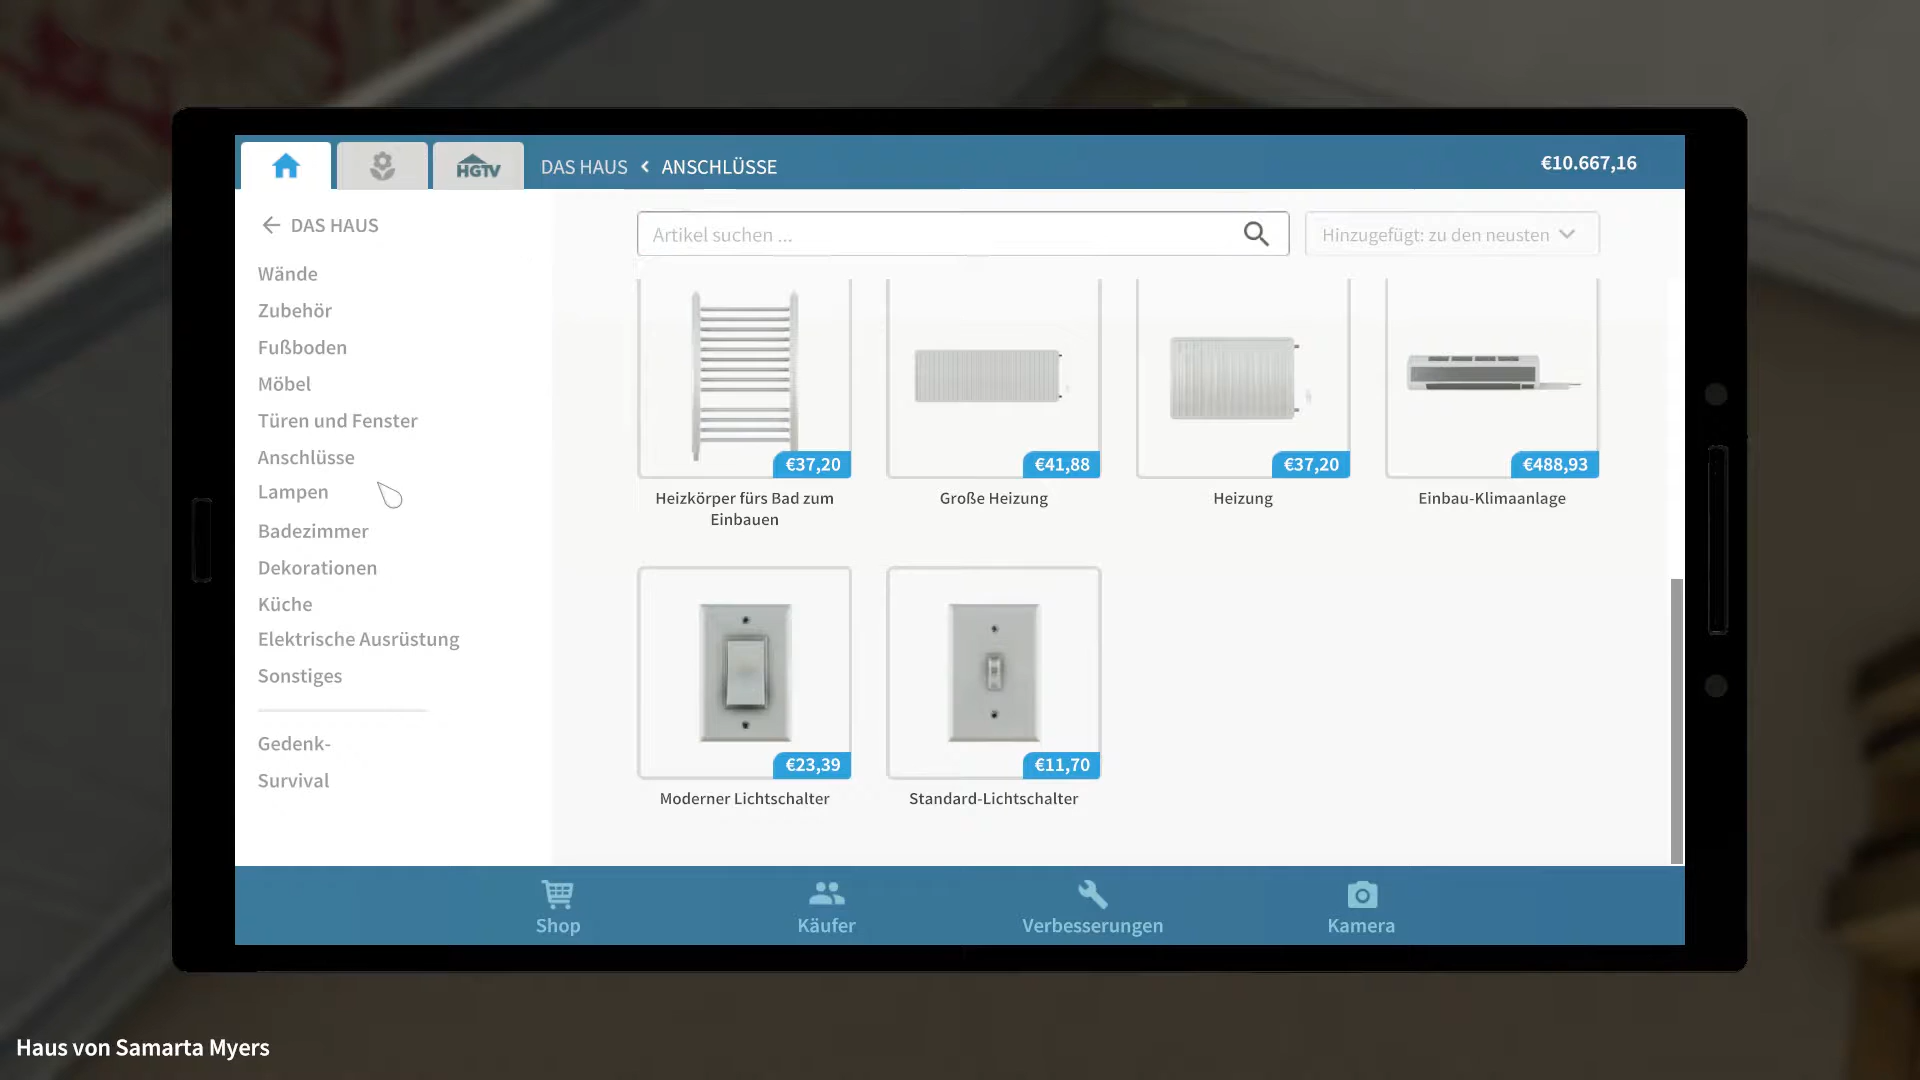 HGTV
DAS HAUS < ANSCHLÜSSE
€10.667,16
DAS HAUS
Wände
Zubehör
Fußboden
Möbel
Türen und Fenster
Anschlüsse
Lampen
Badezimmer
Dekorationen
Küche
Elektrische Ausrüstung
Sonstiges
Gedenk-
Survival
Artikel suchen ...
Hinzugefügt: zu den neusten
€37,20
€41,88
€37,20
€488,93
Heizkörper fürs Bad zum
Einbauen
Große Heizung
Heizung
Einbau-Klimaanlage
€23,39
€11,70
Moderner Lichtschalter
Standard-Lichtschalter
Shop
Käufer
Verbesserungen
Kamera
Haus von Samarta Myers